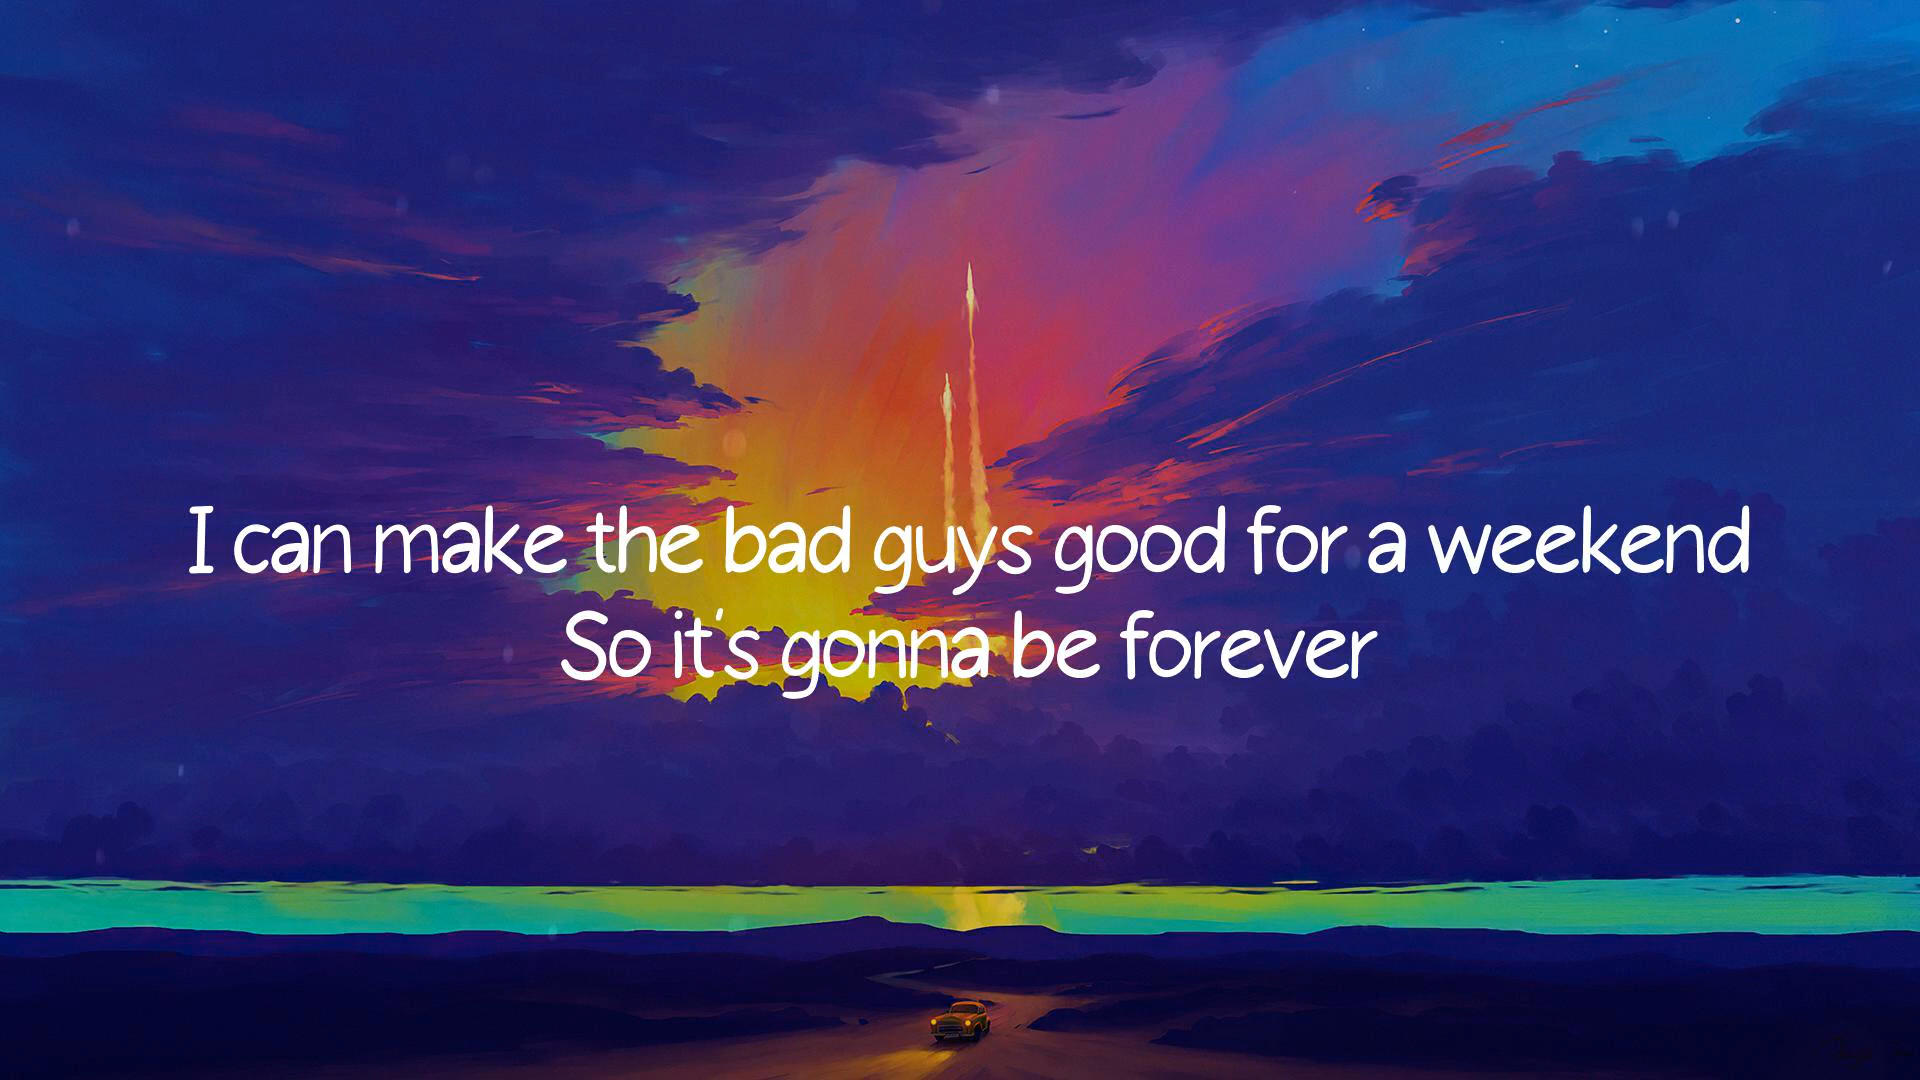 I can make the bad guys good for a weekend
So it's gonna be forever